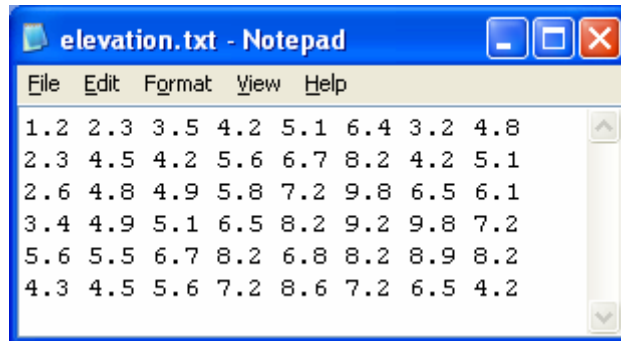 elevation.txt - Notepad
File Edit Format View Help
1.2 2.3 3.5 4.2 5.1 6.4 3.2 4.8
2.3 4.5 4.2 5.6 6.7 8.2 4.2 5.1
2.6 4.8 4.9 5.8 7.2 9.8 6.5 6.1
3.4 4.9 5.1 6.5 8.2 9.2 9.8 7.2
5.6 5.5 6.7 8.2 6.8 8.2 8.9 8.2
4.3 4.5 5.6 7.2 8.6 7.2 6.5 4.2